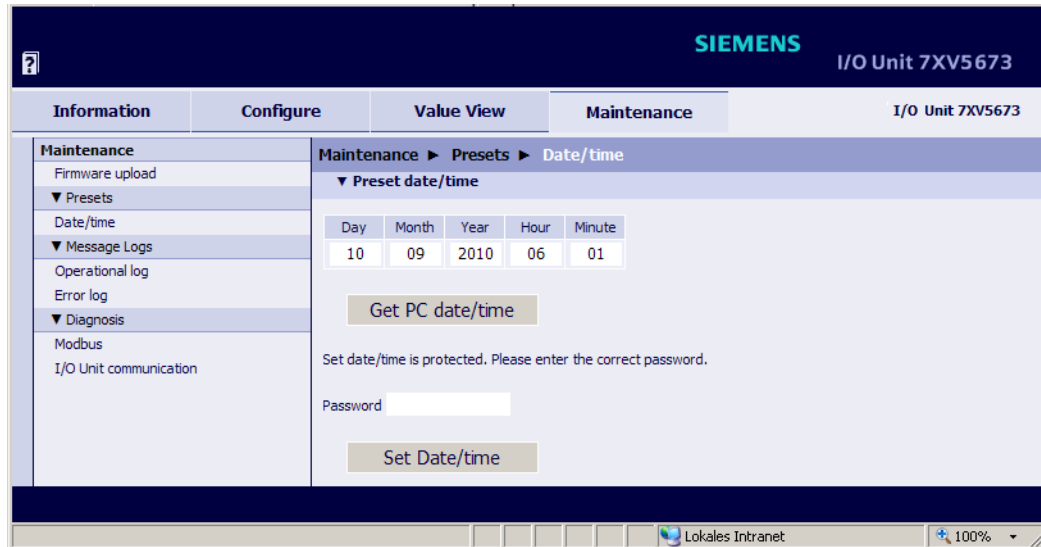 SIEMENS
I/O Unit 7XV5673
?
Information Configure Value View Maintenance I/O Unit 7XV5673
Maintenance
Firmware upload
▼ Presets
Date/time
▼ Message Logs
Operational log
Error log
▼ Diagnosis
Modbus
I/O Unit communication
Maintenance ► Presets ► Date/time
▼ Preset date/time
Day Month Year Hour Minute
10 09 2010 06 01
Get PC date/time
Set date/time is protected. Please enter the correct password.
Password
Set Date/time
Lokales Intranet 100%